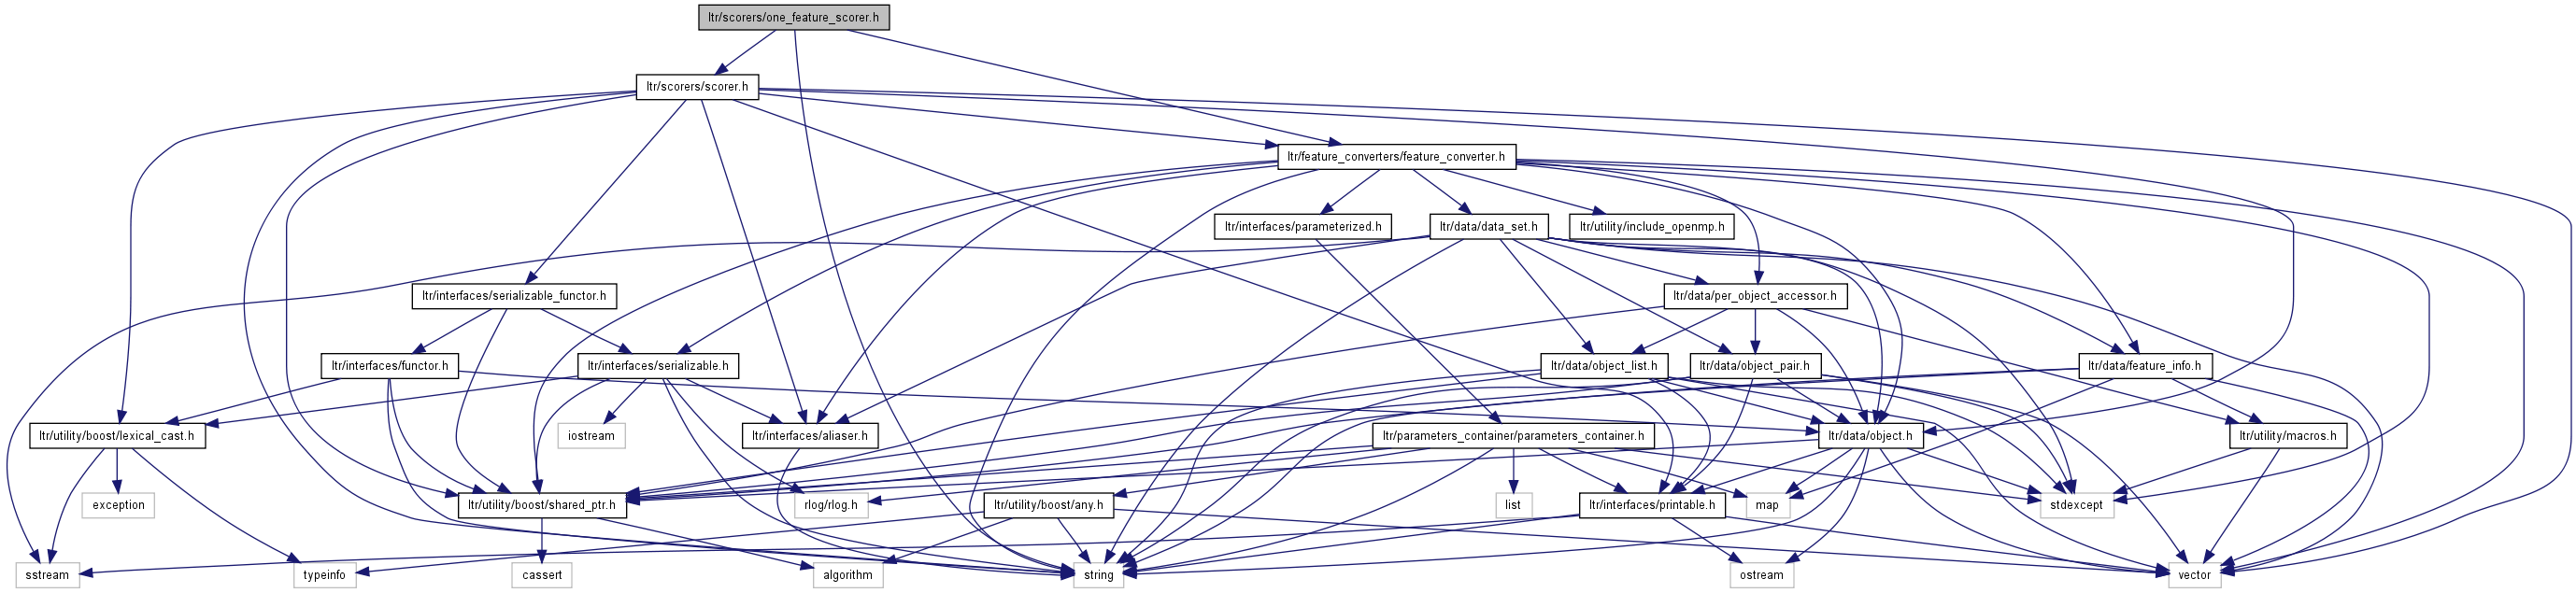 ltr/scorers/one_feature_scorer.h
ltr/scorers/scorer.h
ltr/feature_converters/feature_converter.h
ltr/interfaces/parameterized.h
ltr/data/data_set.h
ltr/utility/include_openmp.h
ltr/interfaces/serializable_functor.h
ltr/data/per_object_accessor.h
ltr/interfaces/functor.h
ltr/interfaces/serializable.h
ltr/data/object_list.h
ltr/data/object_pair.h
ltr/data/feature_info.h
ltr/utility/boost/lexical_cast.h
iostream
ltr/interfaces/aliaser.h
ltr/parameters_container/parameters_container.h
ltr/data/object.h
ltr/utility/macros.h
exception
ltr/utility/boost/shared_ptr.h
rlog/rlog.h
ltr/utility/boost/any.h
list
ltr/interfaces/printable.h
map
stdexcept
sstream
typeinfo
cassert
algorithm
string
ostream
vector